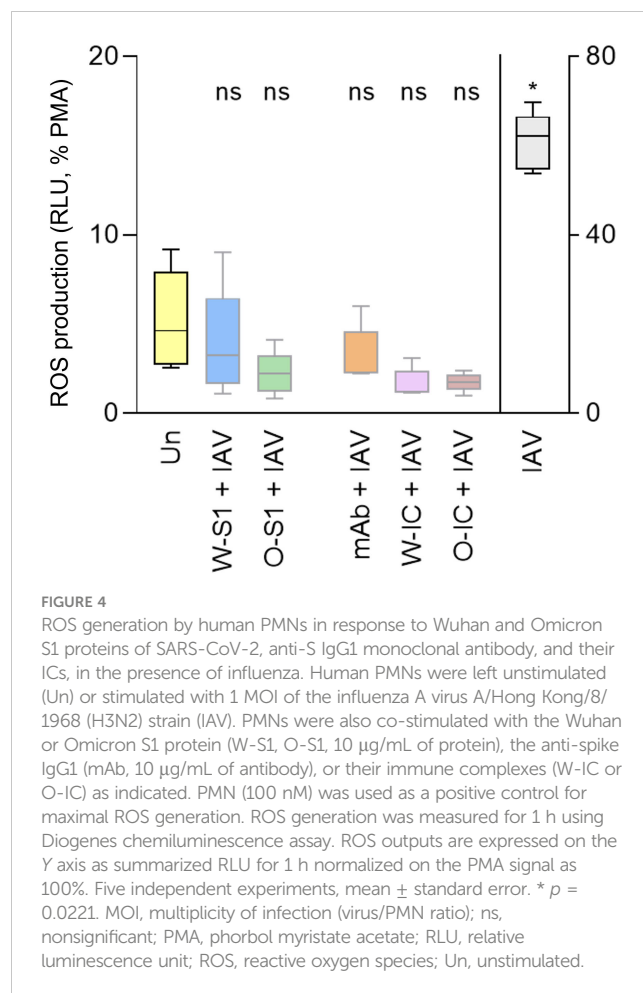 20
80
ns
ns
ns
ns
ns
*
ROS production (RLU, % PMA)
10
40
0
0
Un
W-S1 + IAV
O-S1 + IAV
mAb + IAV
W-IC + IAV
O-IC + IAV
IAV
FIGURE 4
ROS generation by human PMNs in response to Wuhan and Omicron
S1 proteins of SARS-CoV-2, anti-S IgG1 monoclonal antibody, and their
ICs, in the presence of influenza. Human PMNs were left unstimulated
(Un) or stimulated with 1 MOI of the influenza A virus A/Hong Kong/8/
1968 (H3N2) strain (IAV). PMNs were also co-stimulated with the Wuhan
or Omicron S1 protein (W-S1, O-S1, 10 μg/mL of protein), the anti-spike
IgG1 (mAb, 10 μg/mL of antibody), or their immune complexes (W-IC or
O-IC) as indicated. PMN (100 nM) was used as a positive control for
maximal ROS generation. ROS generation was measured for 1 h using
Diogenes chemiluminescence assay. ROS outputs are expressed on the
Y axis as summarized RLU for 1 h normalized on the PMA signal as
100%. Five independent experiments, mean ± standard error. * p =
0.0221. MOI, multiplicity of infection (virus/PMN ratio); ns,
nonsignificant; PMA, phorbol myristate acetate; RLU, relative
luminescence unit; ROS, reactive oxygen species; Un, unstimulated.